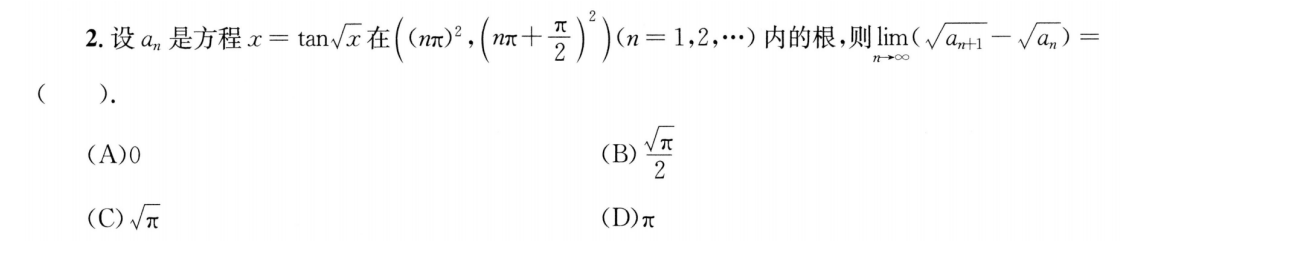 2. 设 aₙ 是方程 x = tan√x 在((nπ)², (nπ + π/2)²)(n = 1,2,⋯) 内的根,则 lim_{n→∞}(√aₙ₊₁ − √aₙ) =
(　　).
(A)0　(B) √π/2
(C)√π　(D)π